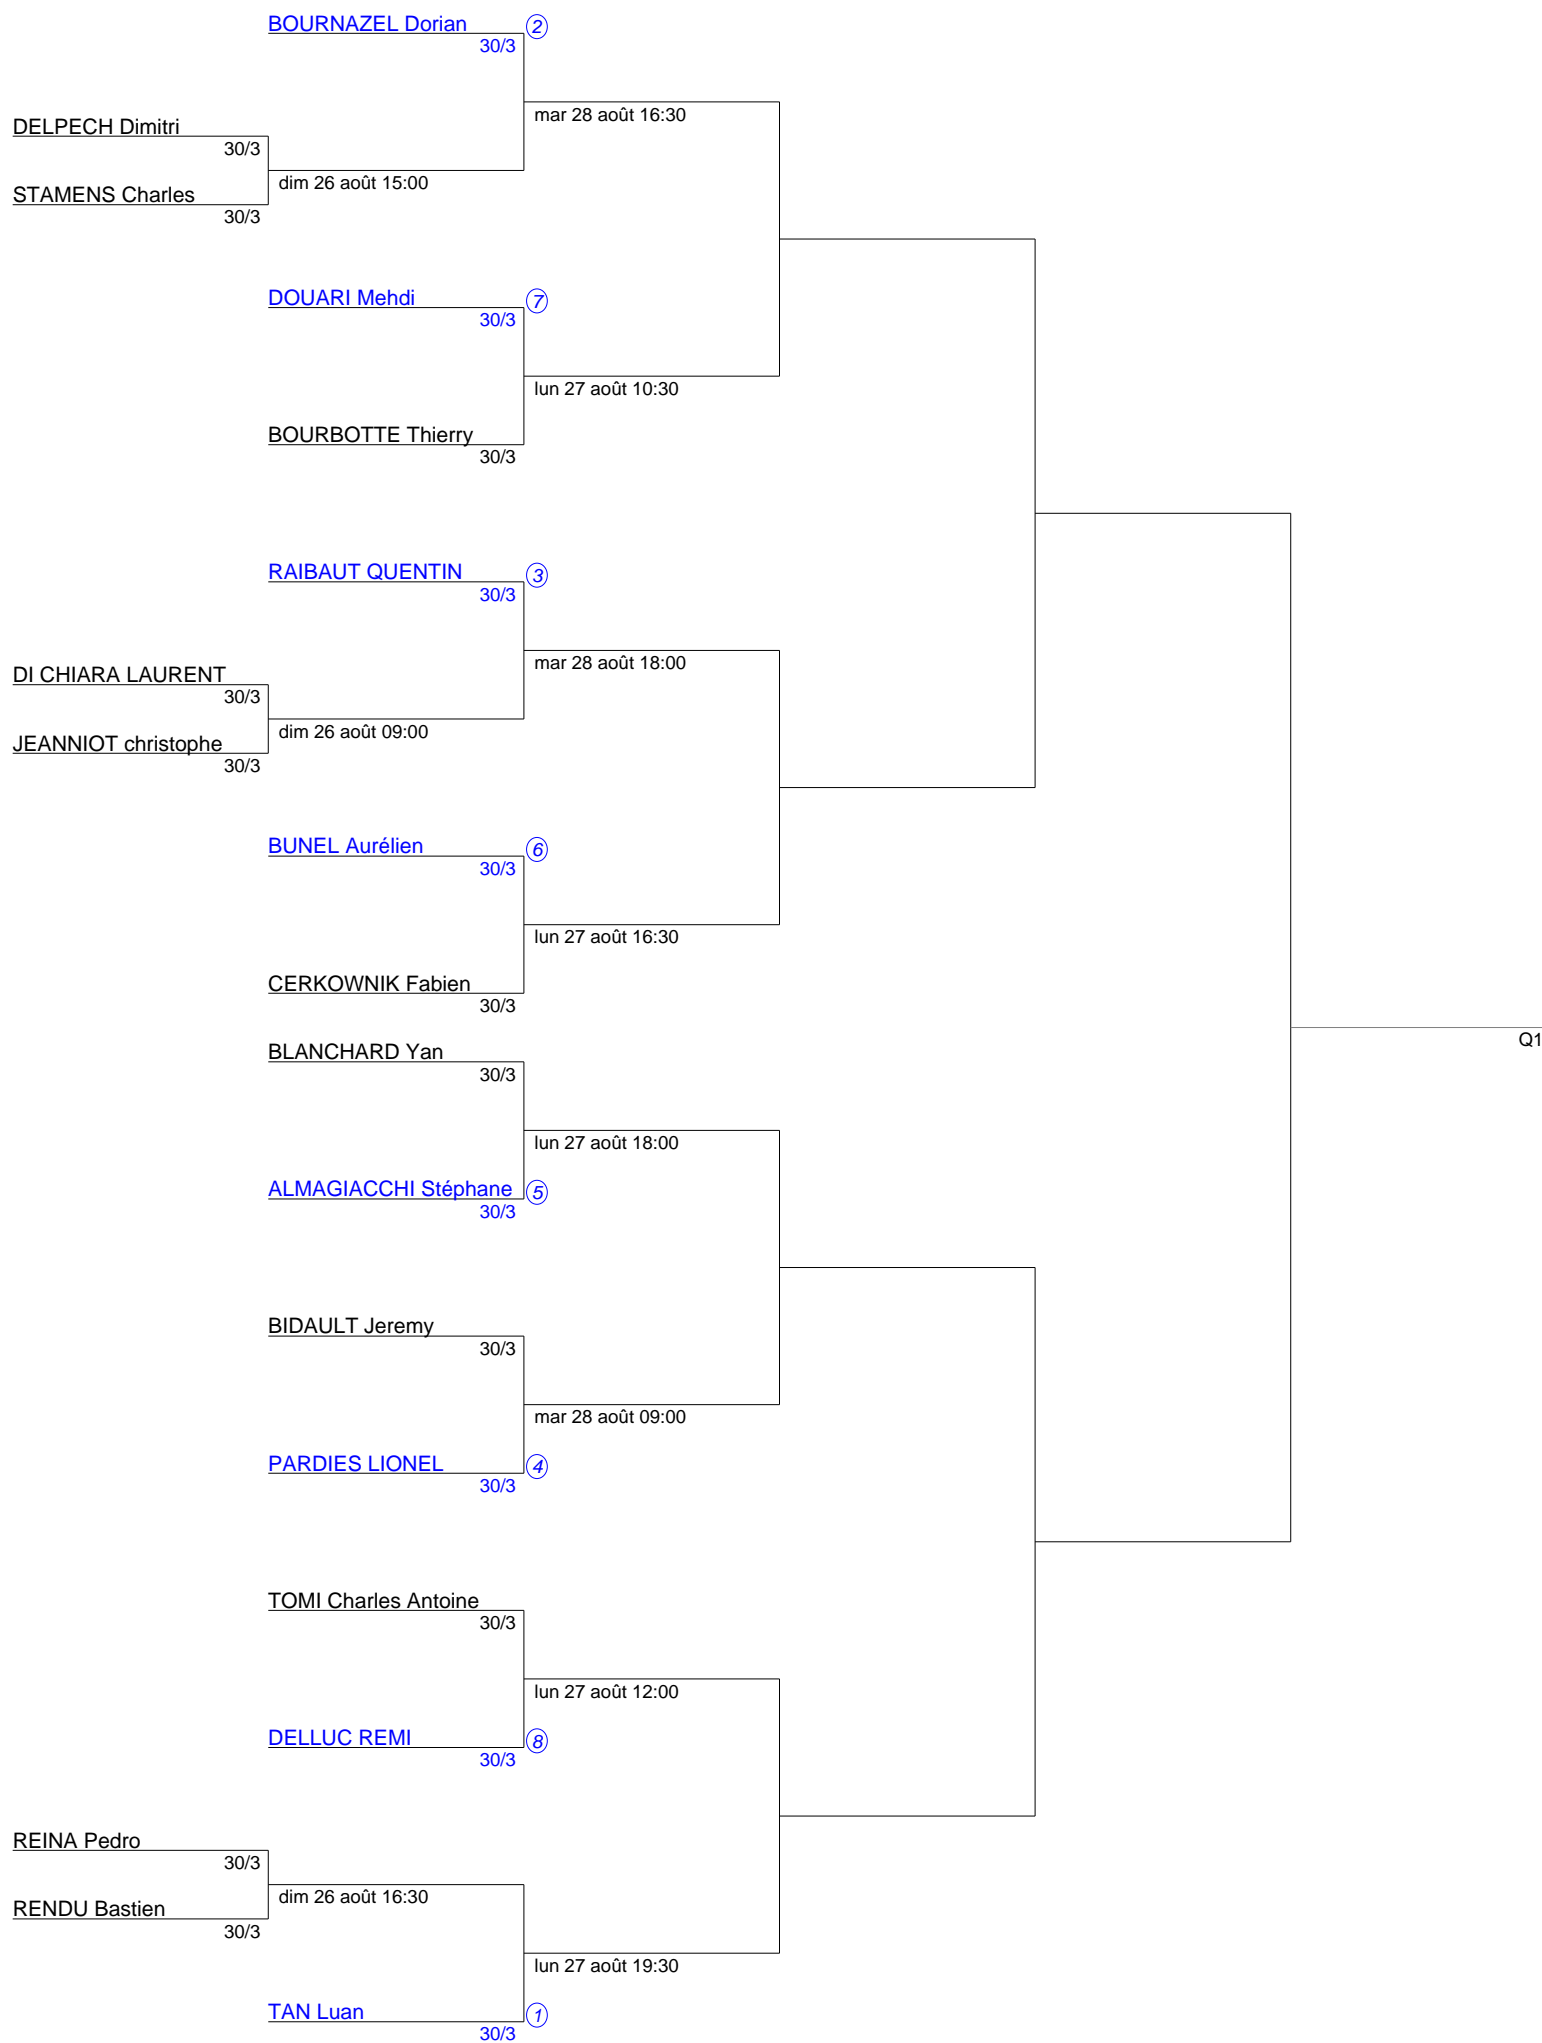 BOURNAZEL Dorian 2
30/3
mar 28 août 16:30
DELPECH Dimitri
30/3
dim 26 août 15:00
STAMENS Charles
30/3
DOUARI Mehdi 7
30/3
lun 27 août 10:30
BOURBOTTE Thierry
30/3
RAIBAUT QUENTIN 3
30/3
mar 28 août 18:00
DI CHIARA LAURENT
30/3
dim 26 août 09:00
JEANNIOT christophe
30/3
BUNEL Aurélien 6
30/3
lun 27 août 16:30
CERKOWNIK Fabien
30/3
Q1
BLANCHARD Yan
30/3
lun 27 août 18:00
ALMAGIACCHI Stéphane 5
30/3
BIDAULT Jeremy
30/3
mar 28 août 09:00
PARDIES LIONEL 4
30/3
TOMI Charles Antoine
30/3
lun 27 août 12:00
DELLUC REMI 8
30/3
REINA Pedro
30/3
dim 26 août 16:30
RENDU Bastien
30/3
lun 27 août 19:30
TAN Luan 1
30/3